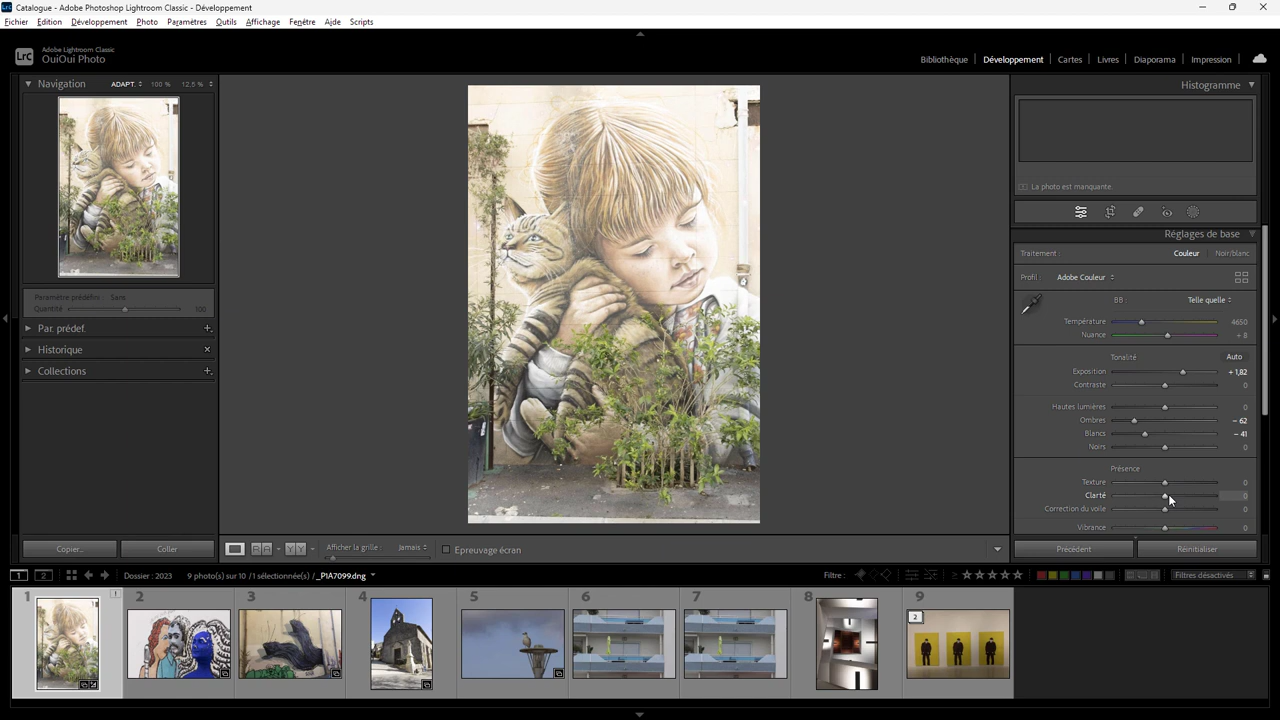 Catalogue - Adobe Photoshop Lightroom Classic - Développement
Fichier Edition Développement Photo Paramètres Outils Affichage Fenêtre Aide Scripts
Lrc Adobe Lightroom Classic
OuiOui Photo
Bibliothèque | Développement | Cartes | Livres | Diaporama | Impression
Navigation ADAPT. 100 % 12,5 %
Histogramme
La photo est manquante.
Réglages de base
Traitement : Couleur | Noir/blanc
Profil : Adobe Couleur
BB : Telle quelle
Température 4650
Nuance + 8
Tonalité Auto
Exposition + 1,82
Contraste 0
Hautes lumières 0
Ombres - 62
Blancs - 41
Noirs 0
Présence
Texture 0
Clarté 0
Correction du voile 0
Vibrance 0
Paramètre prédéfini : Sans
Quantité 100
Par. prédéf.
Historique
Collections
Copier... Coller
Afficher la grille : Jamais Epreuvage écran
Précédent Réinitialiser
1 2 Dossier : 2023 9 photo(s) sur 10 /1 sélectionnée(s) /_PIA7099.dng Filtre : Filtres désactivés
1 2 3 4 5 6 7 8 9
2